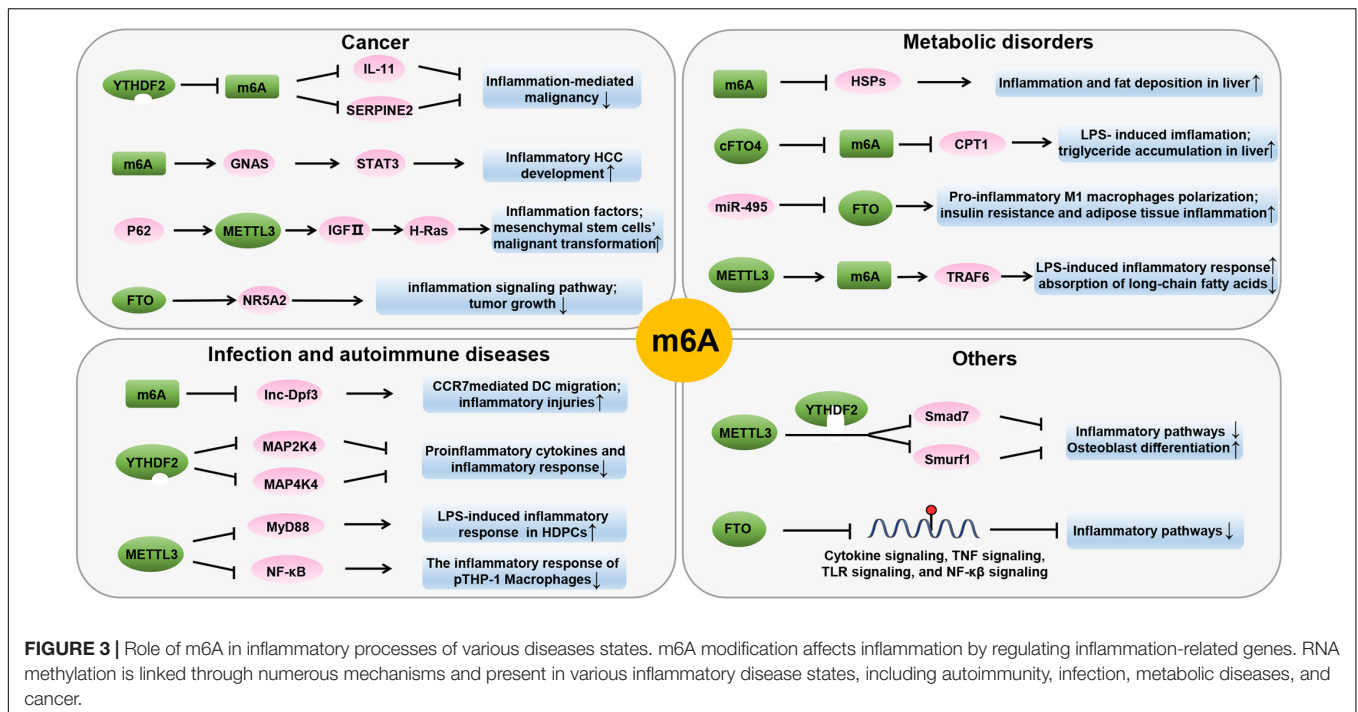 Cancer
YTHDF2
m6A
IL-11
SERPINE2
Inflammation-mediated
malignancy ↓
m6A
GNAS
STAT3
Inflammatory HCC
development ↑
P62
METTL3
IGFⅡ
H-Ras
Inflammation factors;
mesenchymal stem cells'
malignant transformation↑
FTO
NR5A2
inflammation signaling pathway;
tumor growth ↓
Metabolic disorders
m6A
HSPs
Inflammation and fat deposition in liver↑
cFTO4
m6A
CPT1
LPS- induced imflamation;
triglyceride accumulation in liver↑
miR-495
FTO
Pro-inflammatory M1 macrophages polarization;
insulin resistance and adipose tissue inflammation↑
METTL3
m6A
TRAF6
LPS-induced inflammatory response↑
absorption of long-chain fatty acids↓
m6A
Infection and autoimmune diseases
m6A
lnc-Dpf3
CCR7mediated DC migration;
inflammatory injuries↑
YTHDF2
MAP2K4
MAP4K4
Proinflammatory cytokines and
inflammatory response↓
METTL3
MyD88
NF-κB
LPS-induced inflammatory
response in HDPCs↑
The inflammatory response of
pTHP-1 Macrophages↓
Others
METTL3
YTHDF2
Smad7
Smurf1
Inflammatory pathways ↓
Osteoblast differentiation↑
FTO
Cytokine signaling, TNF signaling,
TLR signaling, and NF-κβ signaling
Inflammatory pathways ↓
FIGURE 3 | Role of m6A in inflammatory processes of various diseases states. m6A modification affects inflammation by regulating inflammation-related genes. RNA
methylation is linked through numerous mechanisms and present in various inflammatory disease states, including autoimmunity, infection, metabolic diseases, and
cancer.